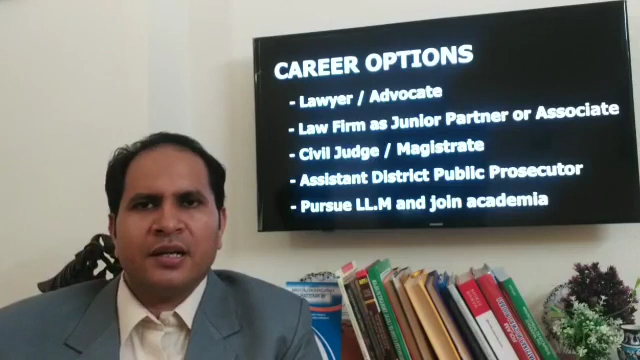 CAREER OPTIONS
- Lawyer / Advocate
- Law Firm as Junior Partner or Associate
- Civil Judge / Magistrate
- Assistant District Public Prosecutor
- Pursue LL.M and join academia